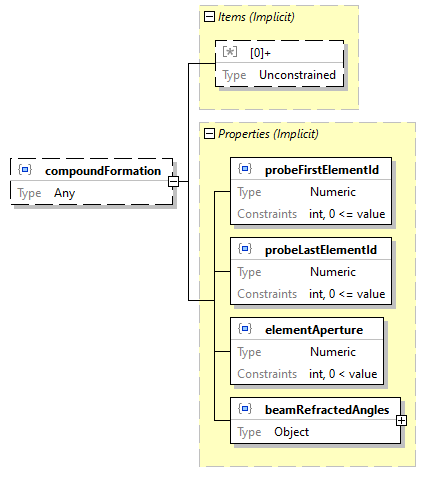 Items (Implicit)
[*] [0]+
Type Unconstrained
compoundFormation
Type Any
Properties (Implicit)
probeFirstElementId
Type Numeric
Constraints int, 0 <= value
probeLastElementId
Type Numeric
Constraints int, 0 <= value
elementAperture
Type Numeric
Constraints int, 0 < value
beamRefractedAngles
Type Object